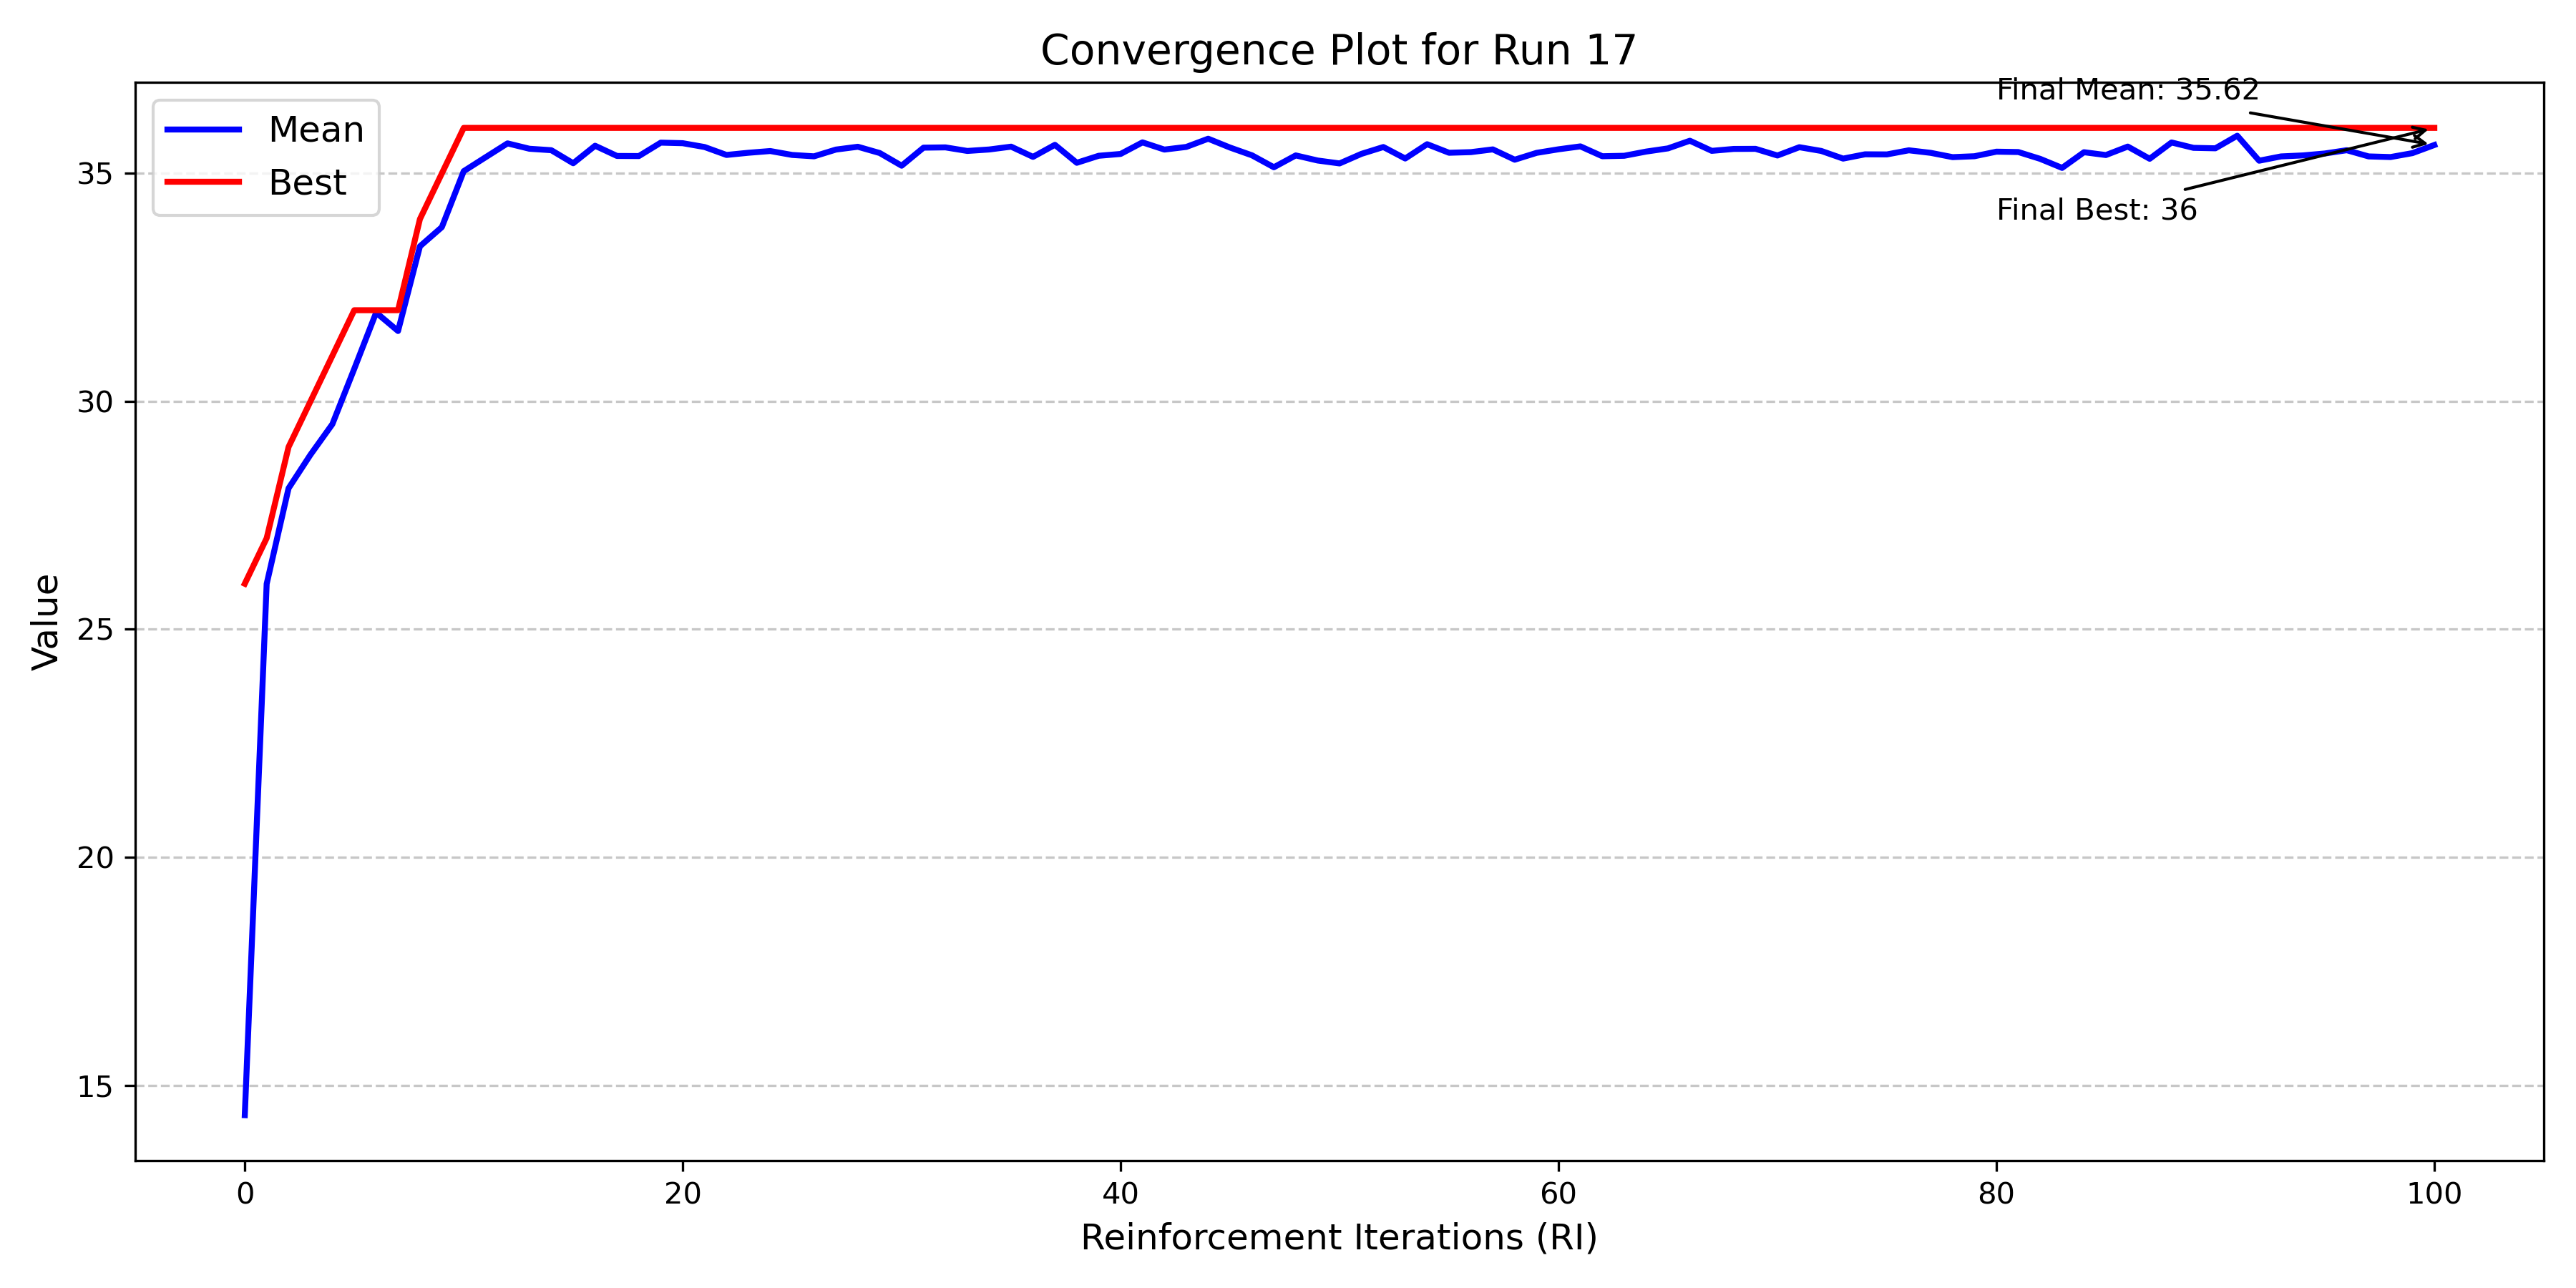 Convergence Plot for Run 17
Final Mean: 35.62
Mean
Best
Final Best: 36
35
30
25
20
15
Value
0 20 40 60 80 100
Reinforcement Iterations (RI)